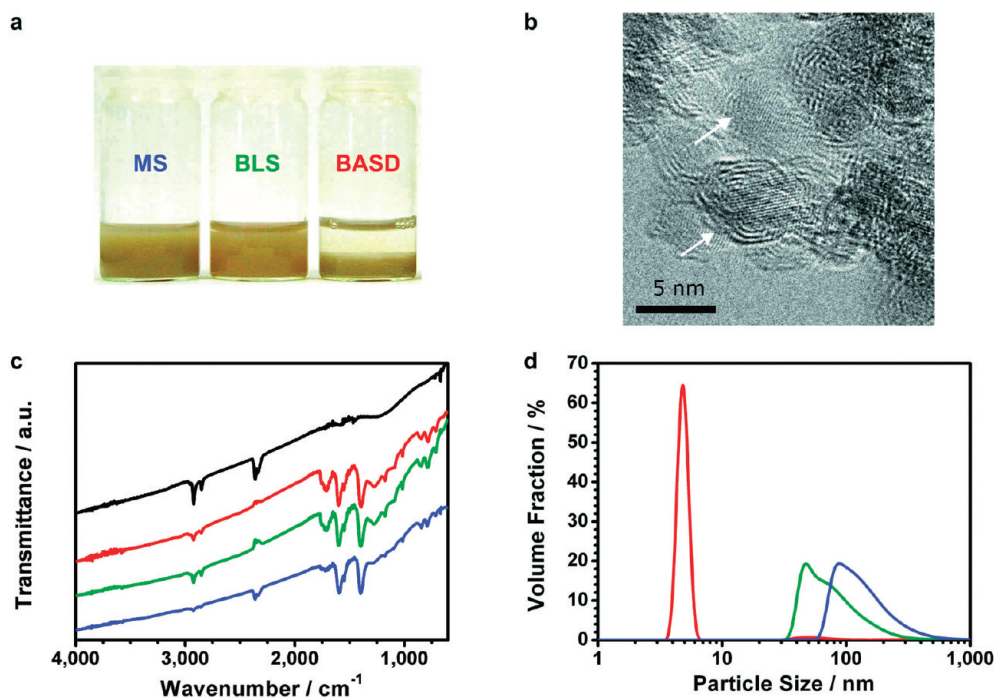 a
MS
BLS
BASD
b
5 nm
c
Transmittance / a.u.
4,000
3,000
2,000
1,000
Wavenumber / cm⁻¹
d
Volume Fraction / %
70
60
50
40
30
20
10
0
1
10
100
1,000
Particle Size / nm